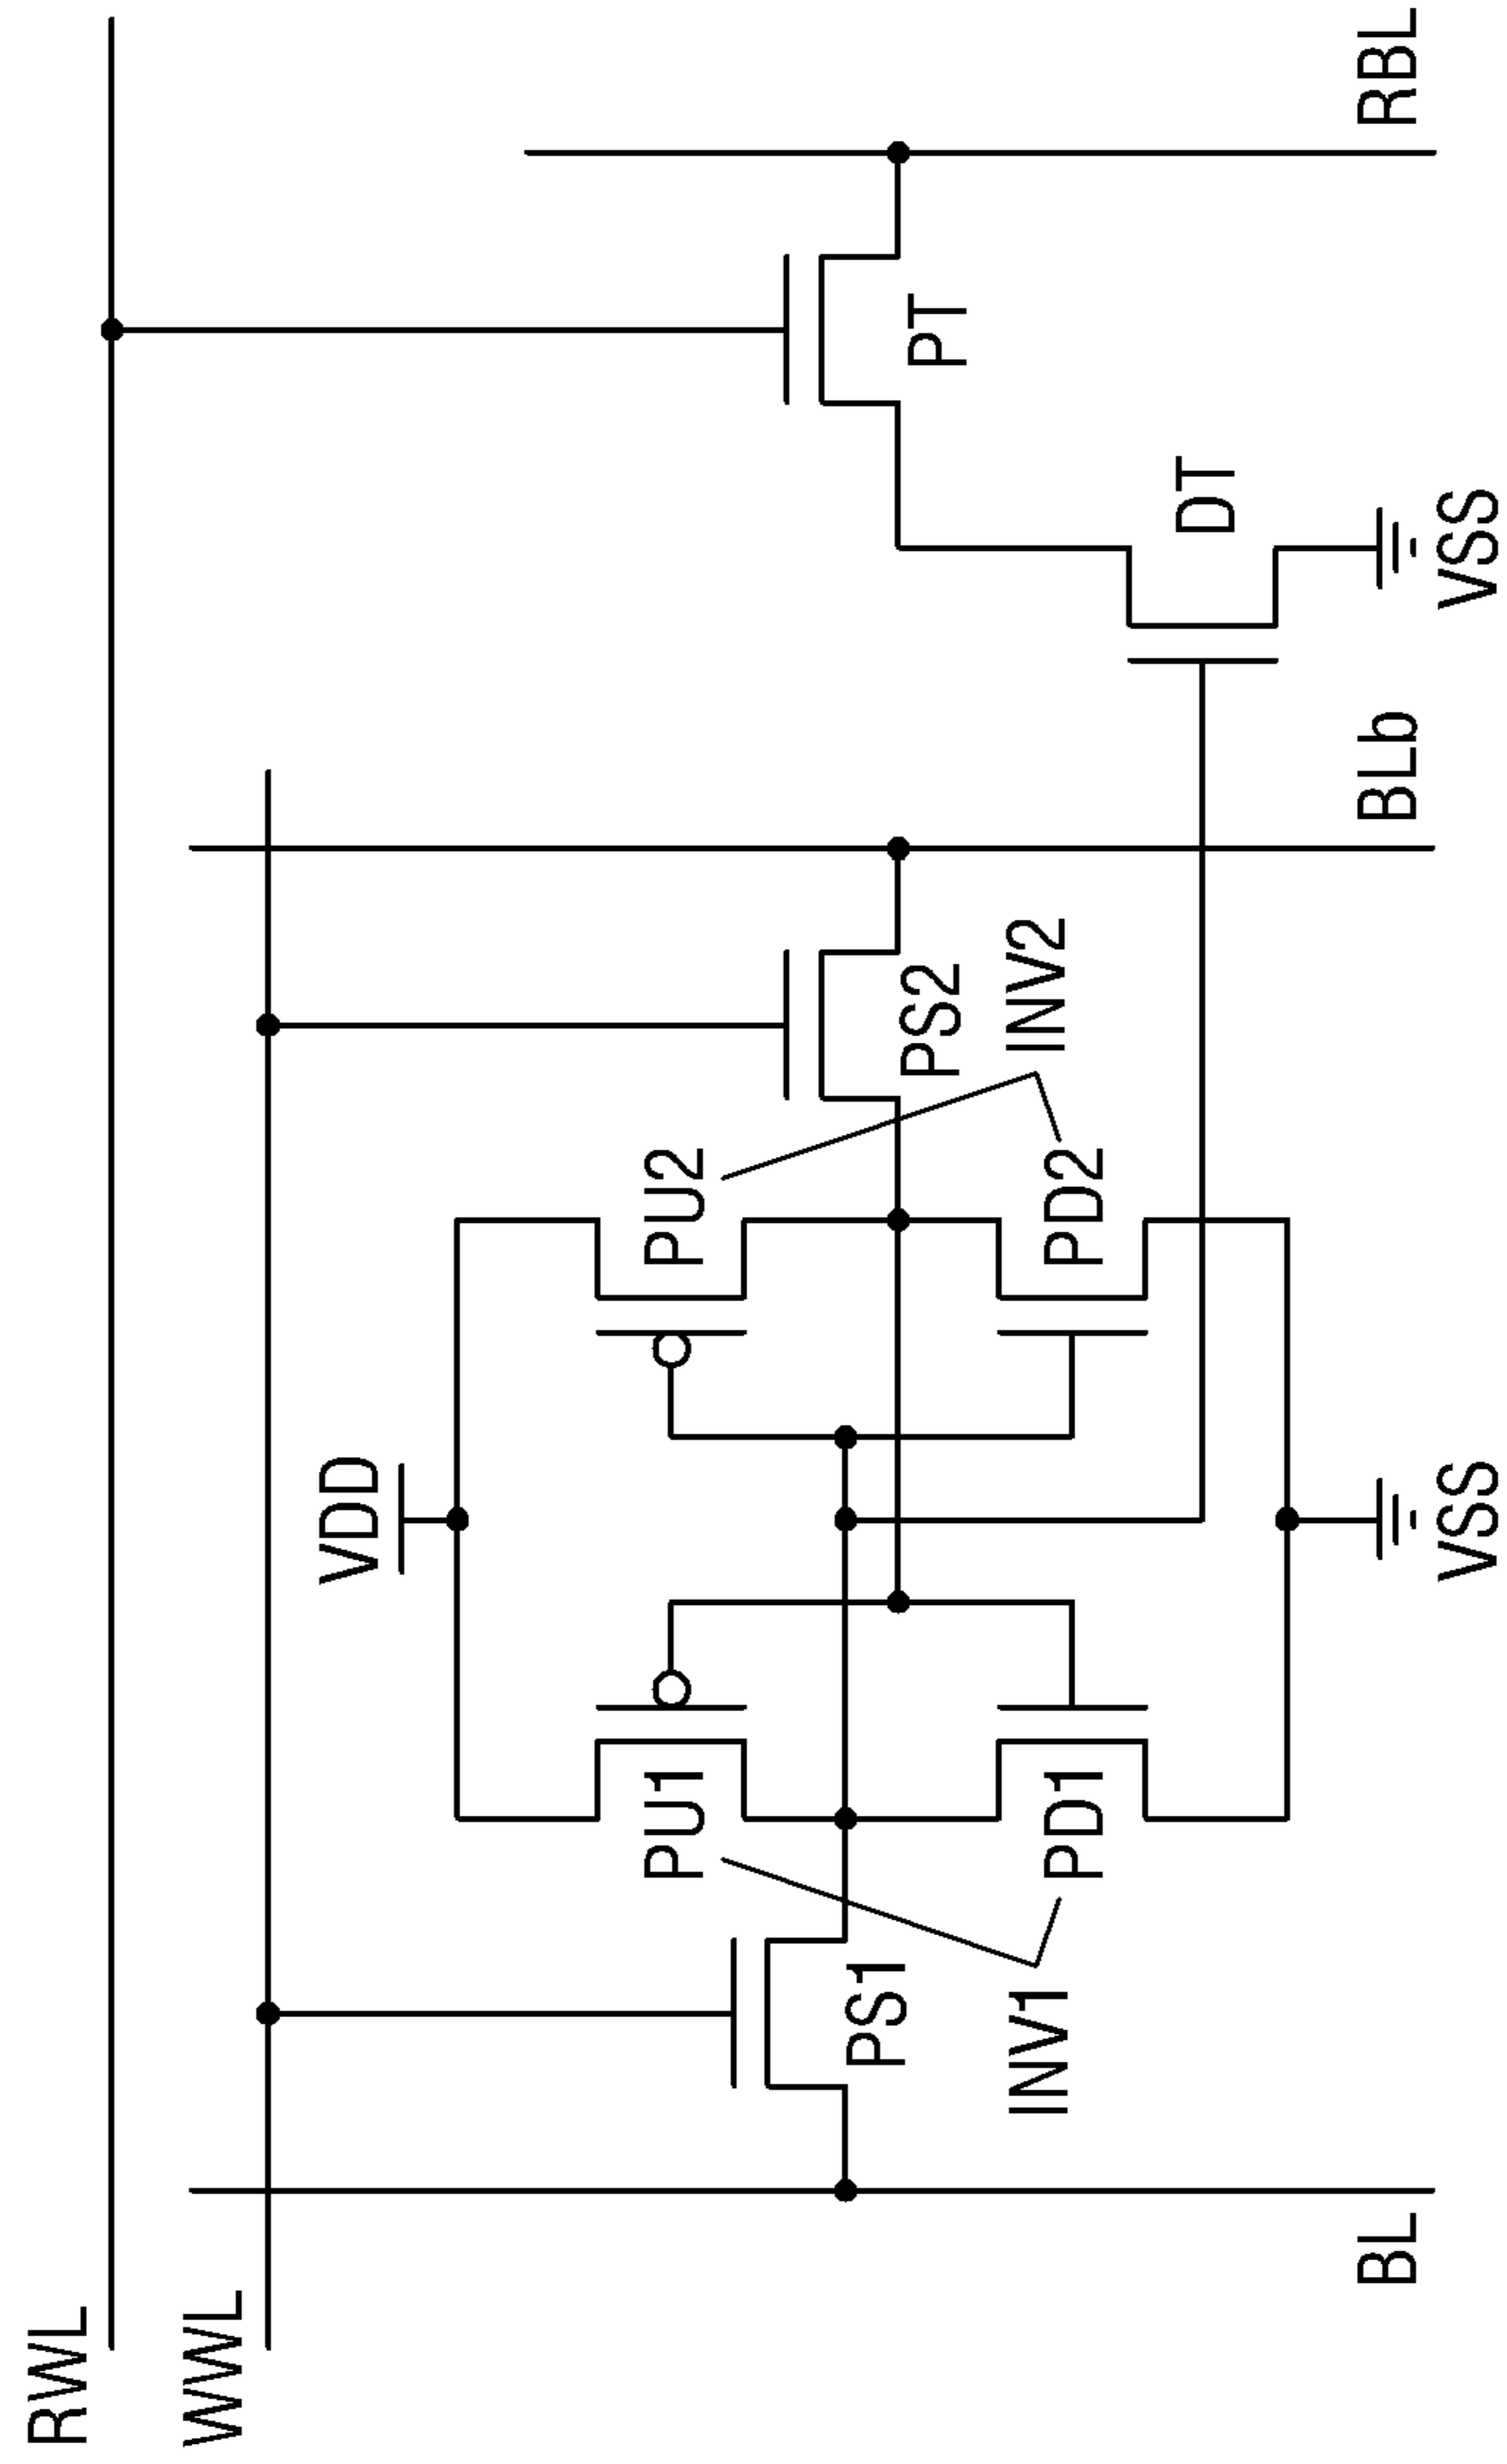 RWL
WWL
VDD
PU1
PU2
PS1
PS2
PT
INV1
PD1
PD2
INV2
DT
BL
BLb
RBL
VSS
VSS